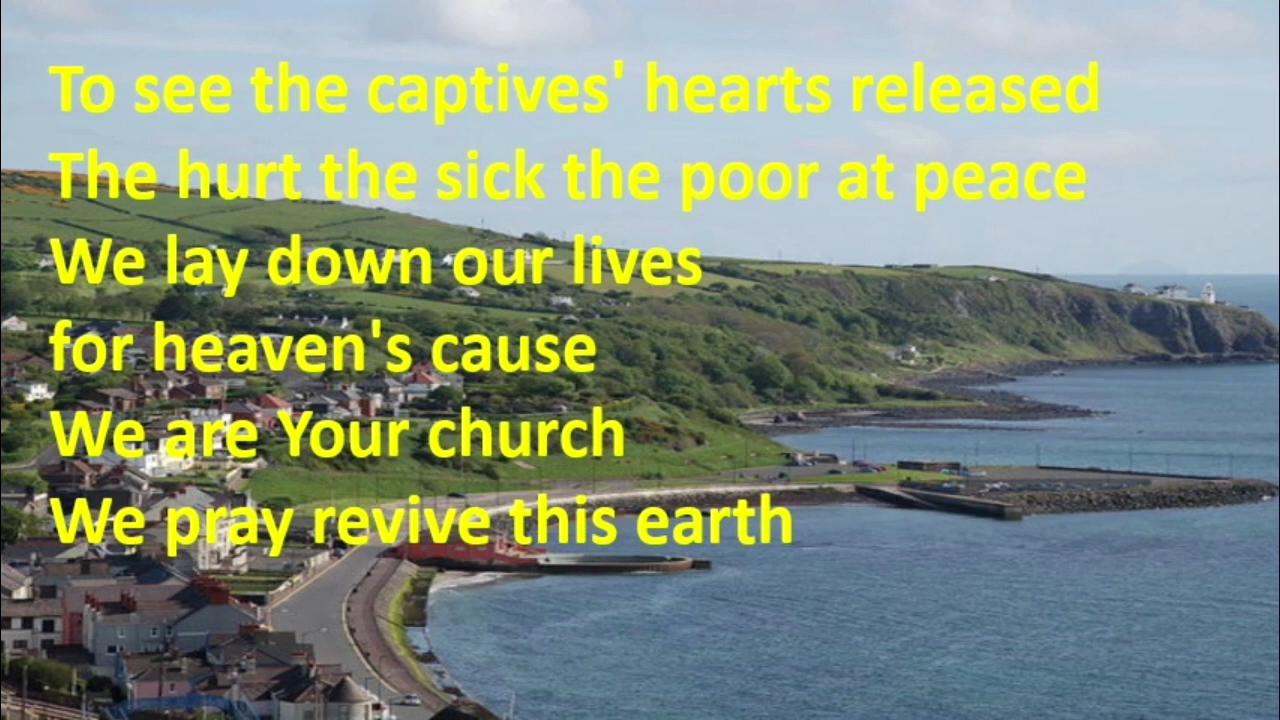 To see the captives' hearts released
The hurt the sick the poor at peace
We lay down our lives
for heaven's cause
We are Your church
We pray revive this earth